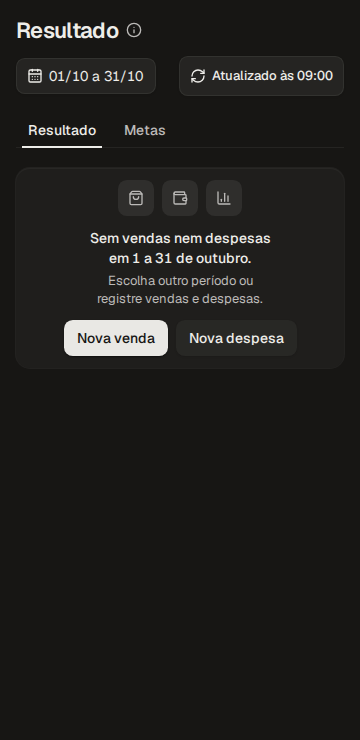 Resultado
01/10 a 31/10
Atualizado às 09:00
Resultado
Metas
Sem vendas nem despesas
em 1 a 31 de outubro.
Escolha outro período ou
registre vendas e despesas.
Nova venda
Nova despesa